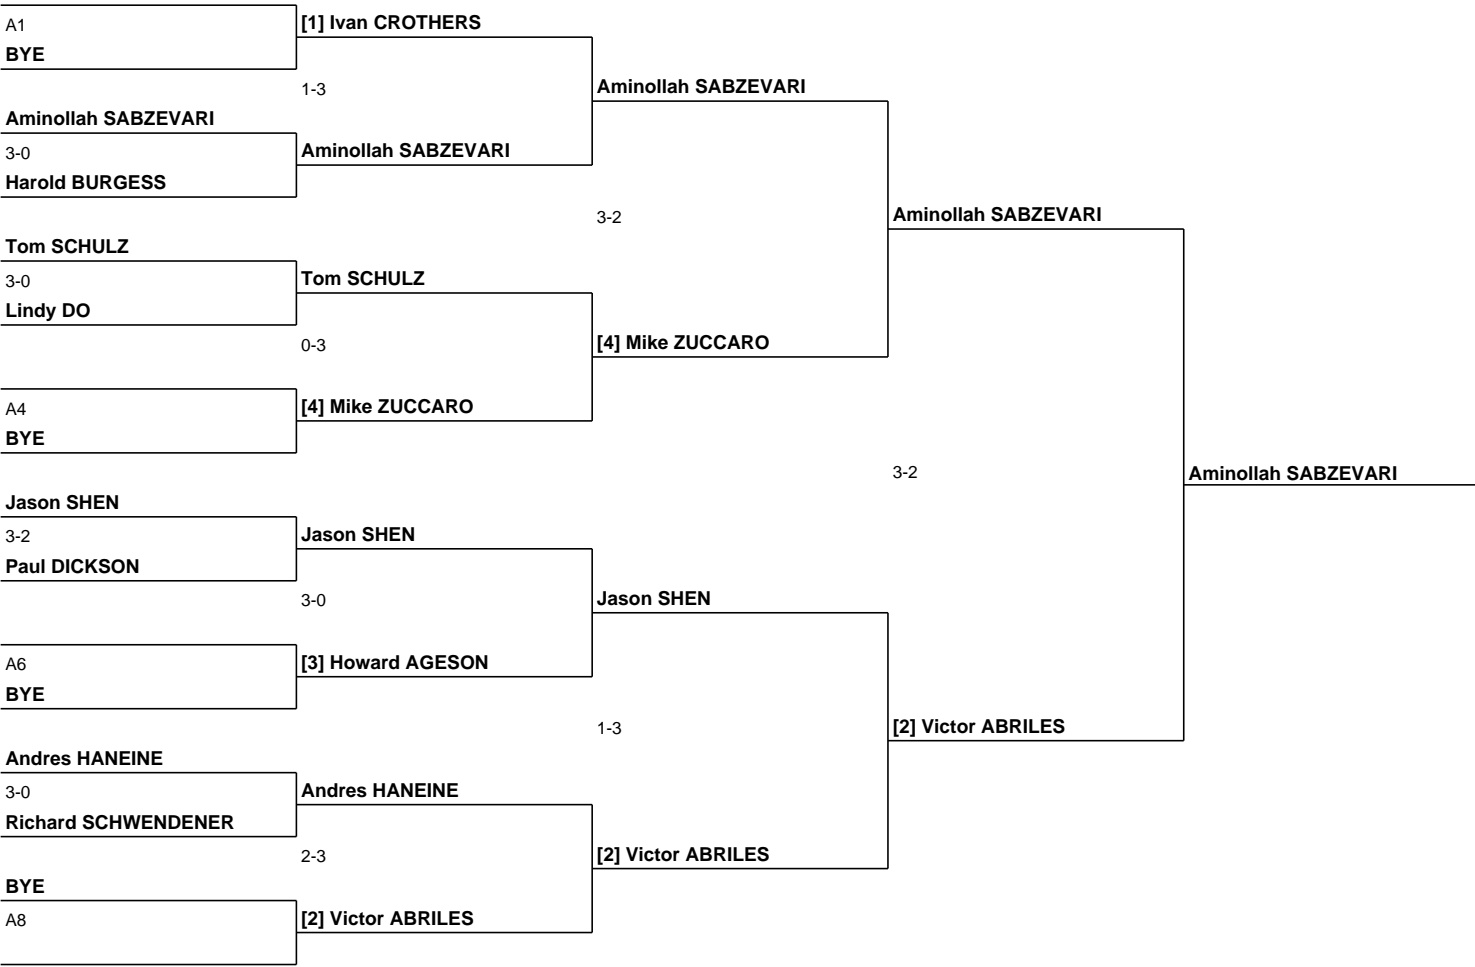 A1
[1] Ivan CROTHERS
BYE
1-3
Aminollah SABZEVARI
Aminollah SABZEVARI
3-0
Aminollah SABZEVARI
Harold BURGESS
3-2
Aminollah SABZEVARI
Tom SCHULZ
3-0
Tom SCHULZ
Lindy DO
0-3
[4] Mike ZUCCARO
A4
[4] Mike ZUCCARO
BYE
3-2
Aminollah SABZEVARI
Jason SHEN
3-2
Jason SHEN
Paul DICKSON
3-0
Jason SHEN
A6
[3] Howard AGESON
BYE
1-3
[2] Victor ABRILES
Andres HANEINE
3-0
Andres HANEINE
Richard SCHWENDENER
2-3
[2] Victor ABRILES
BYE
A8
[2] Victor ABRILES